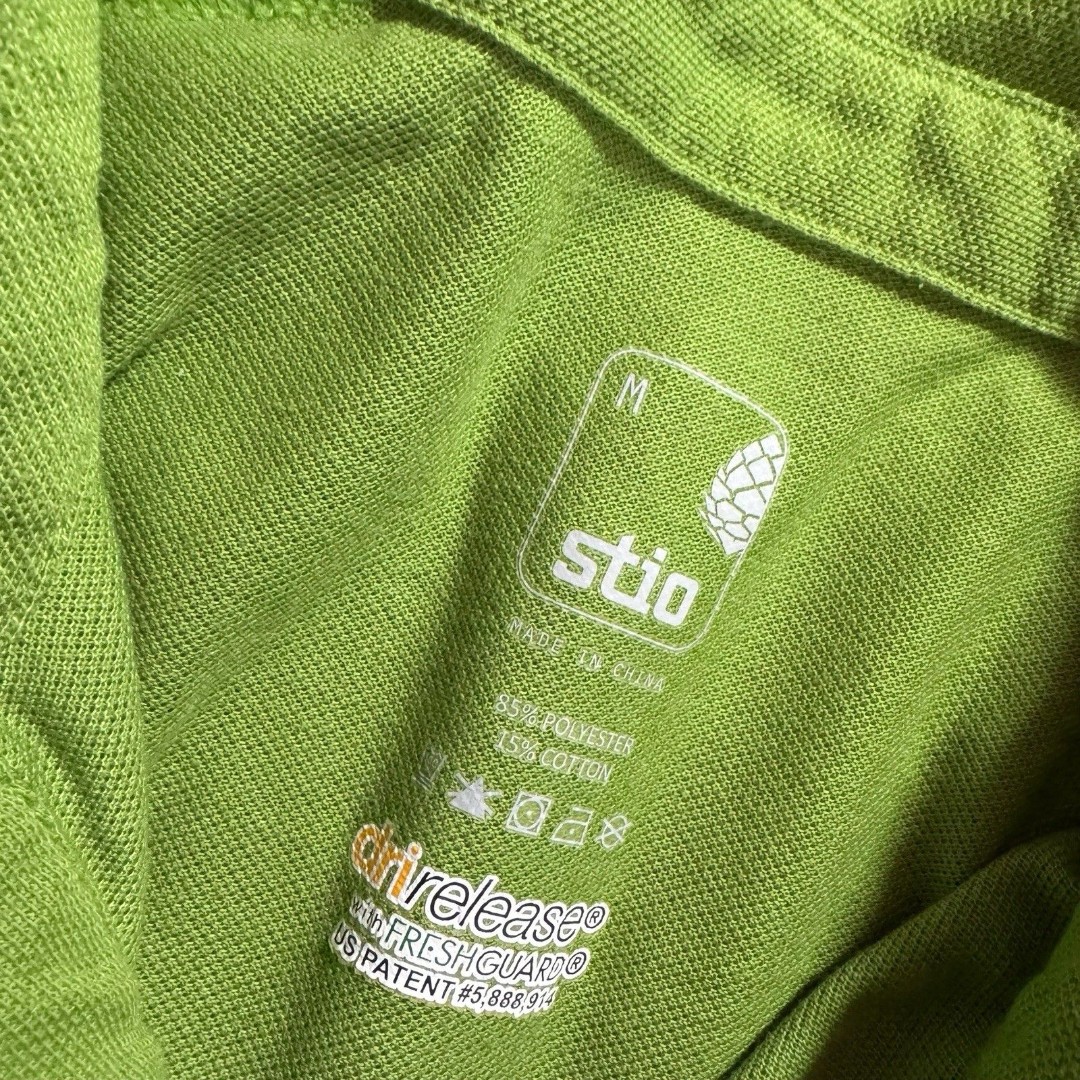 M
stio
MADE IN CHINA
85% POLYESTER
15% COTTON
drirelease®
with FRESHGUARD®
US PATENT #5,888,914